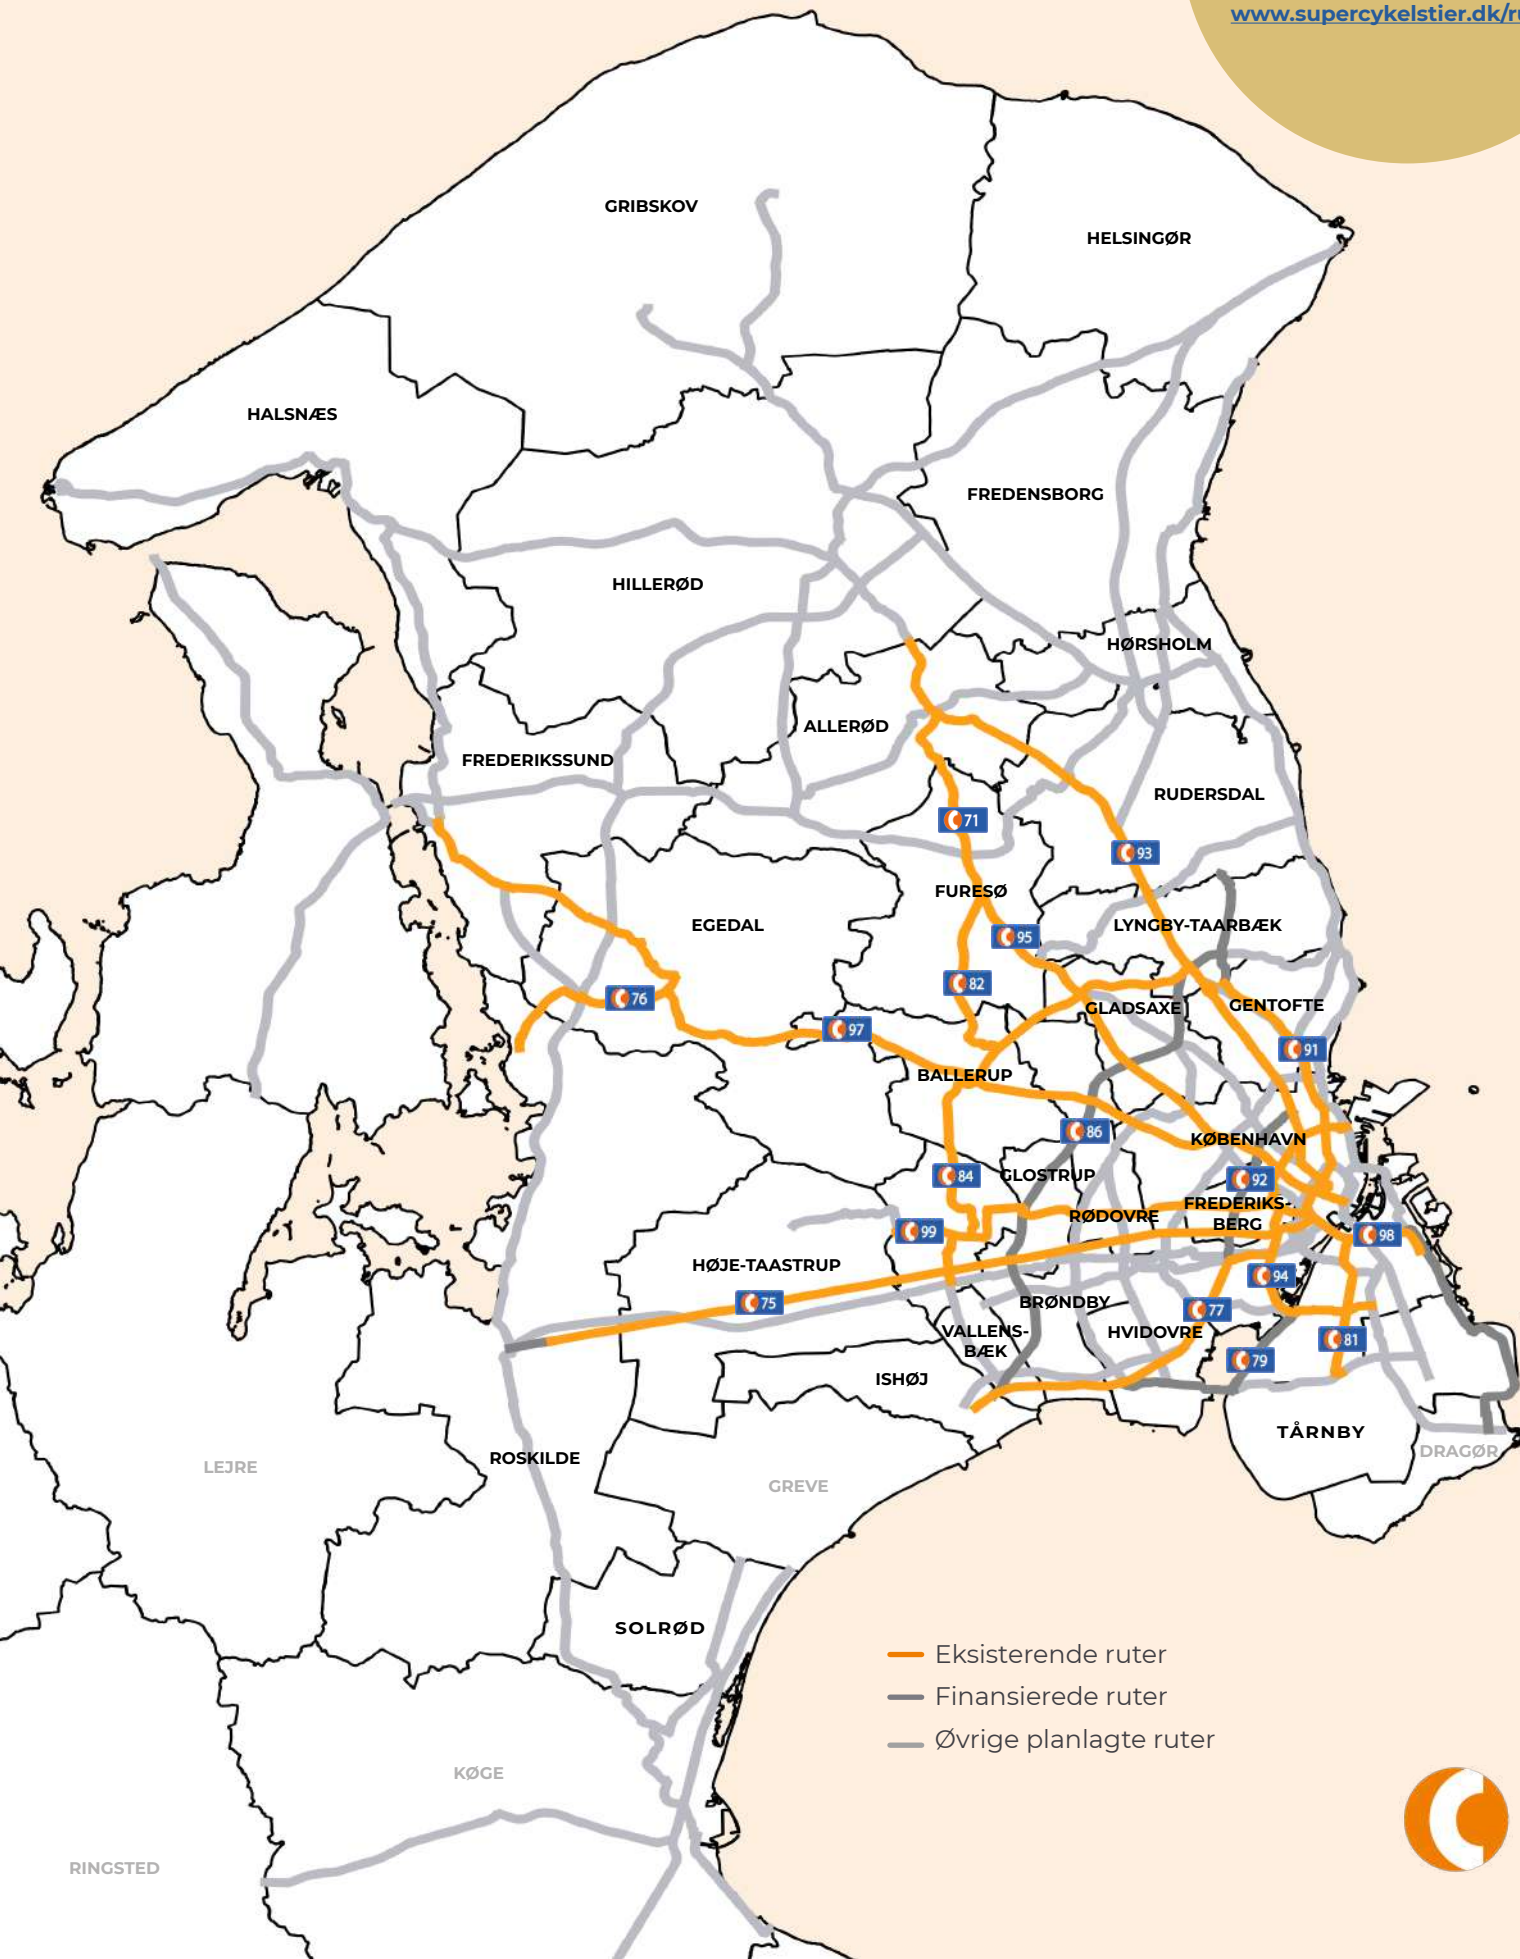 www.supercykelstier.dk/ru
GRIBSKOV
HELSINGØR
HALSNÆS
FREDENSBORG
HILLERØD
HØRSHOLM
ALLERØD
FREDERIKSSUND
RUDERSDAL
71
93
FURESØ
EGEDAL
LYNGBY-TAARBÆK
95
82
76
GLADSAXE
GENTOFTE
97
91
BALLERUP
86
KØBENHAVN
84
GLOSTRUP
92
RØDOVRE
FREDERIKS-
BERG
99
98
HØJE-TAASTRUP
94
75
BRØNDBY
77
VALLENS-
BÆK
HVIDOVRE
81
79
ISHØJ
TÅRNBY
DRAGØR
LEJRE
ROSKILDE
GREVE
SOLRØD
Eksisterende ruter
Finansierede ruter
Øvrige planlagte ruter
KØGE
RINGSTED